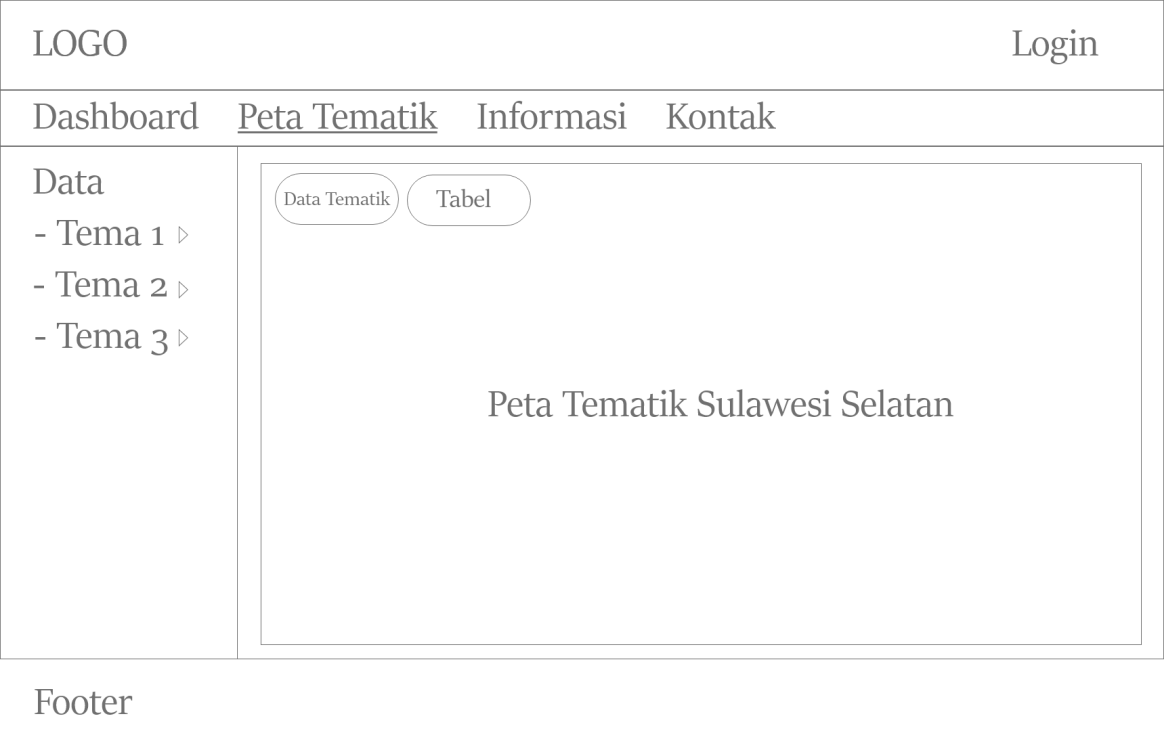 LOGO
Login
Dashboard Peta Tematik Informasi Kontak
Data
- Tema 1
- Tema 2
- Tema 3
Data Tematik
Tabel
Peta Tematik Sulawesi Selatan
Footer